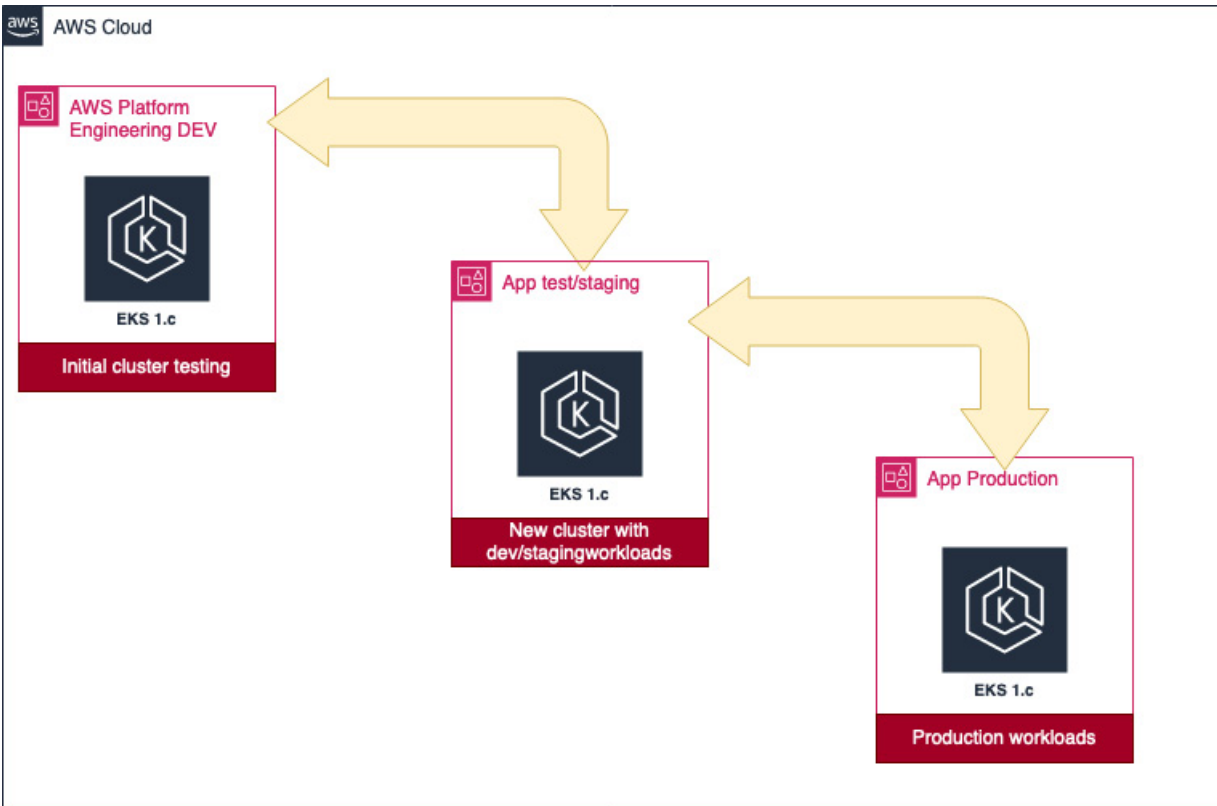 aws
AWS Cloud
AWS Platform
Engineering DEV
K
EKS 1.c
Initial cluster testing
App test/staging
K
EKS 1.c
New cluster with
dev/stagingworkloads
App Production
K
EKS 1.c
Production workloads